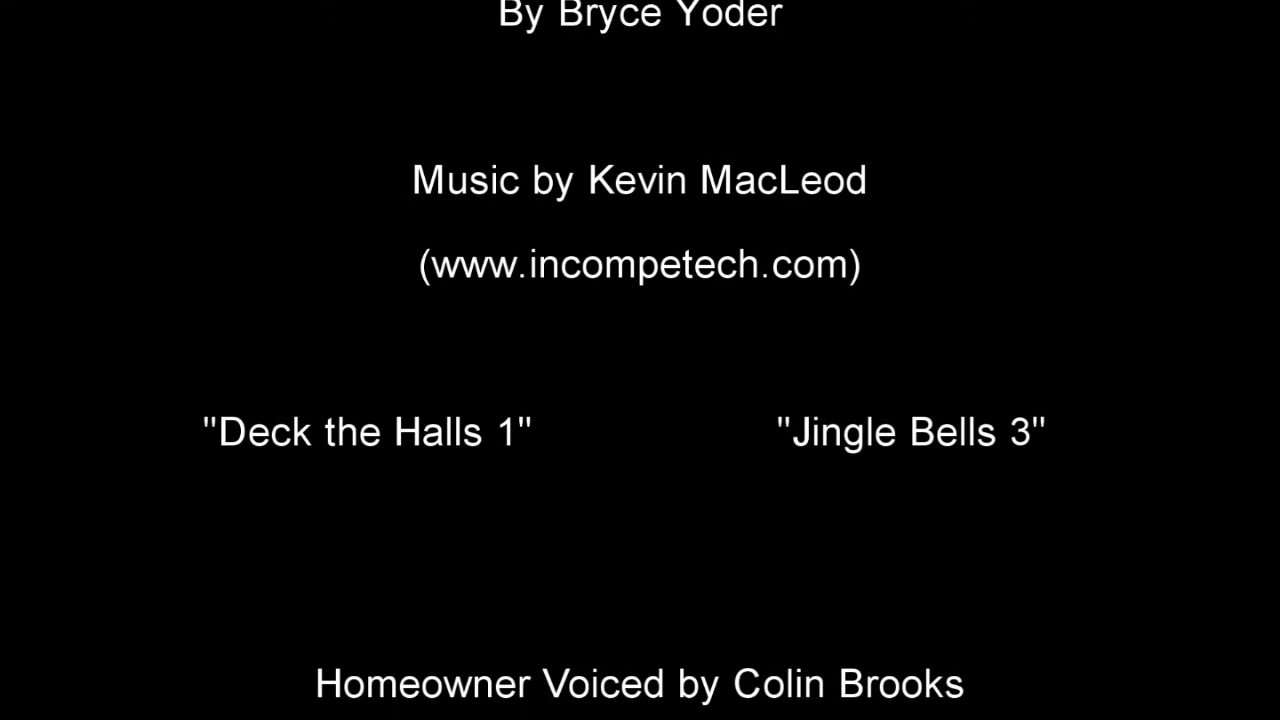 By Bryce Yoder
Music by Kevin MacLeod
(www.incompetech.com)
"Deck the Halls 1" "Jingle Bells 3"
Homeowner Voiced by Colin Brooks